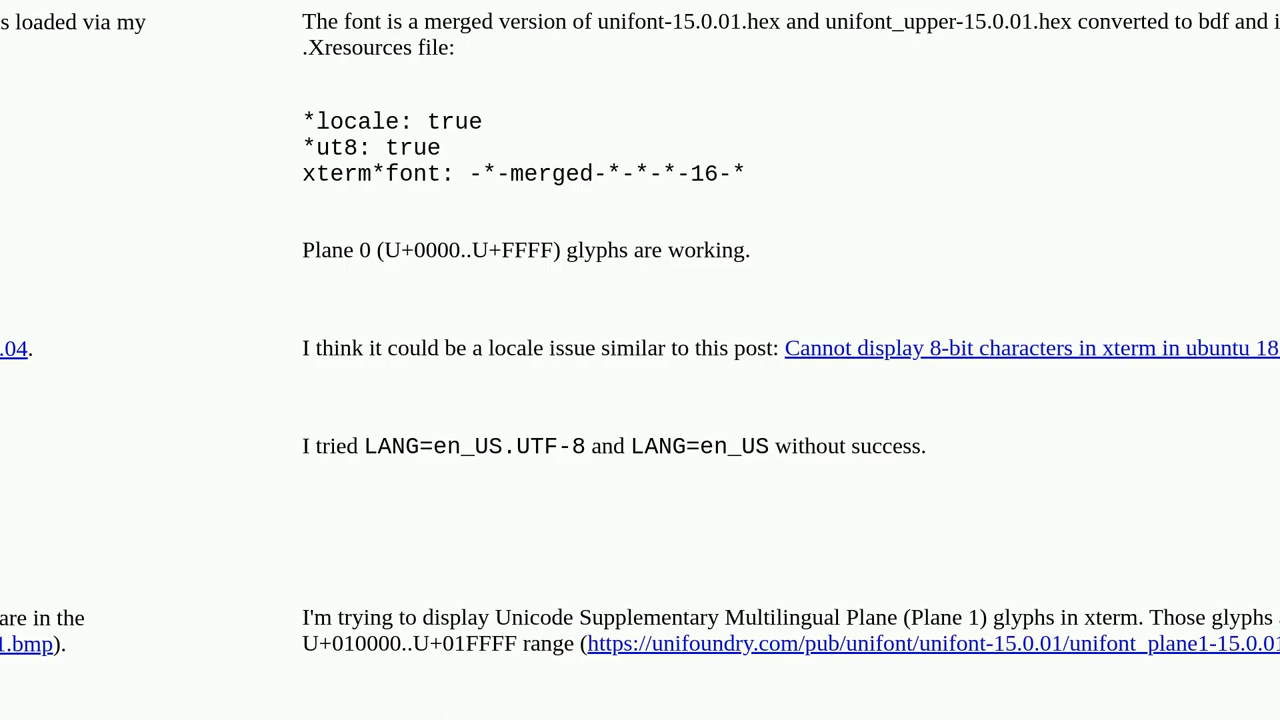 s loaded via my
The font is a merged version of unifont-15.0.01.hex and unifont_upper-15.0.01.hex converted to bdf and i
.Xresources file:
*locale: true
*ut8: true
xterm*font: -*-merged-*-*-*-16-*
Plane 0 (U+0000..U+FFFF) glyphs are working.
.04.
I think it could be a locale issue similar to this post: Cannot display 8-bit characters in xterm in ubuntu 18
I tried LANG=en_US.UTF-8 and LANG=en_US without success.
are in the
I'm trying to display Unicode Supplementary Multilingual Plane (Plane 1) glyphs in xterm. Those glyphs
1.bmp).
U+010000..U+01FFFF range (https://unifoundry.com/pub/unifont/unifont-15.0.01/unifont_plane1-15.0.01